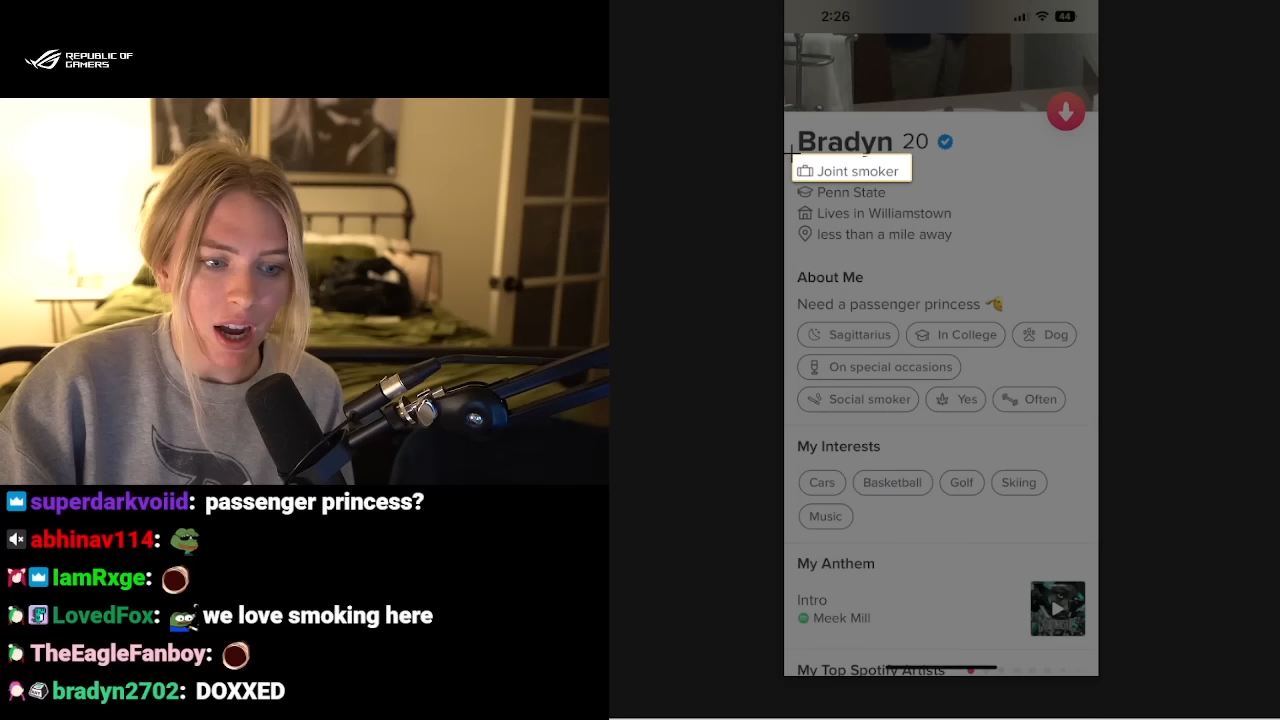 REPUBLIC OF
GAMERS
superdarkvoiid: passenger princess?
abhinav114:
IamRxge:
LovedFox: we love smoking here
TheEagleFanboy:
bradyn2702: DOXXED
2:26
44
Bradyn 20
Joint smoker
Penn State
Lives in Williamstown
less than a mile away
About Me
Need a passenger princess
Sagittarius
In College
Dog
On special occasions
Social smoker
Yes
Often
My Interests
Cars
Basketball
Golf
Skiing
Music
My Anthem
Intro
Meek Mill
My Top Spotify Artists